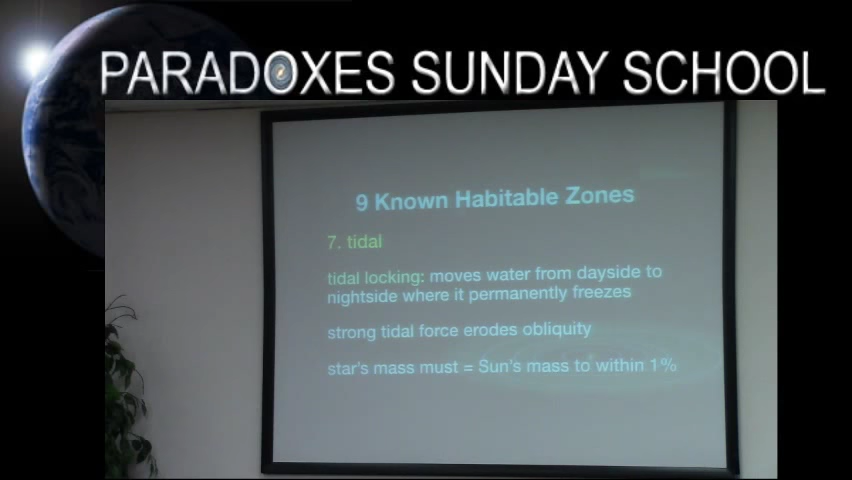 PARADOXES SUNDAY SCHOOL
9 Known Habitable Zones
7. tidal
tidal locking: moves water from dayside to
nightside where it permanently freezes
strong tidal force erodes obliquity
star's mass must = Sun's mass to within 1%